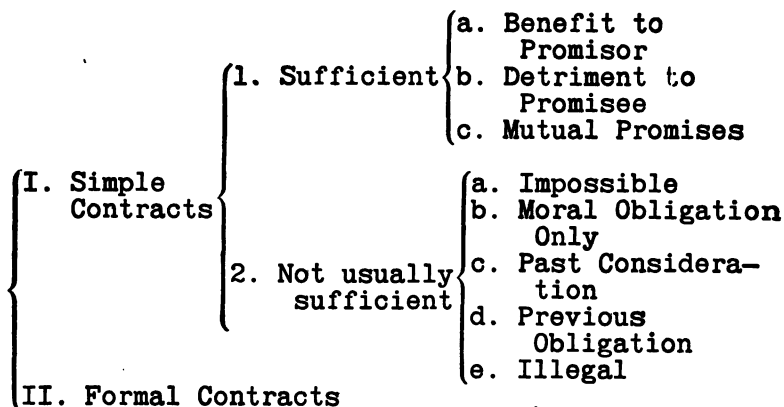 I. Simple
Contracts
1. Sufficient
a. Benefit to
Promisor
b. Detriment to
Promisee
c. Mutual Promises
2. Not usually
sufficient
a. Impossible
b. Moral Obligation
Only
c. Past Considera-
tion
d. Previous
Obligation
e. Illegal
II. Formal Contracts